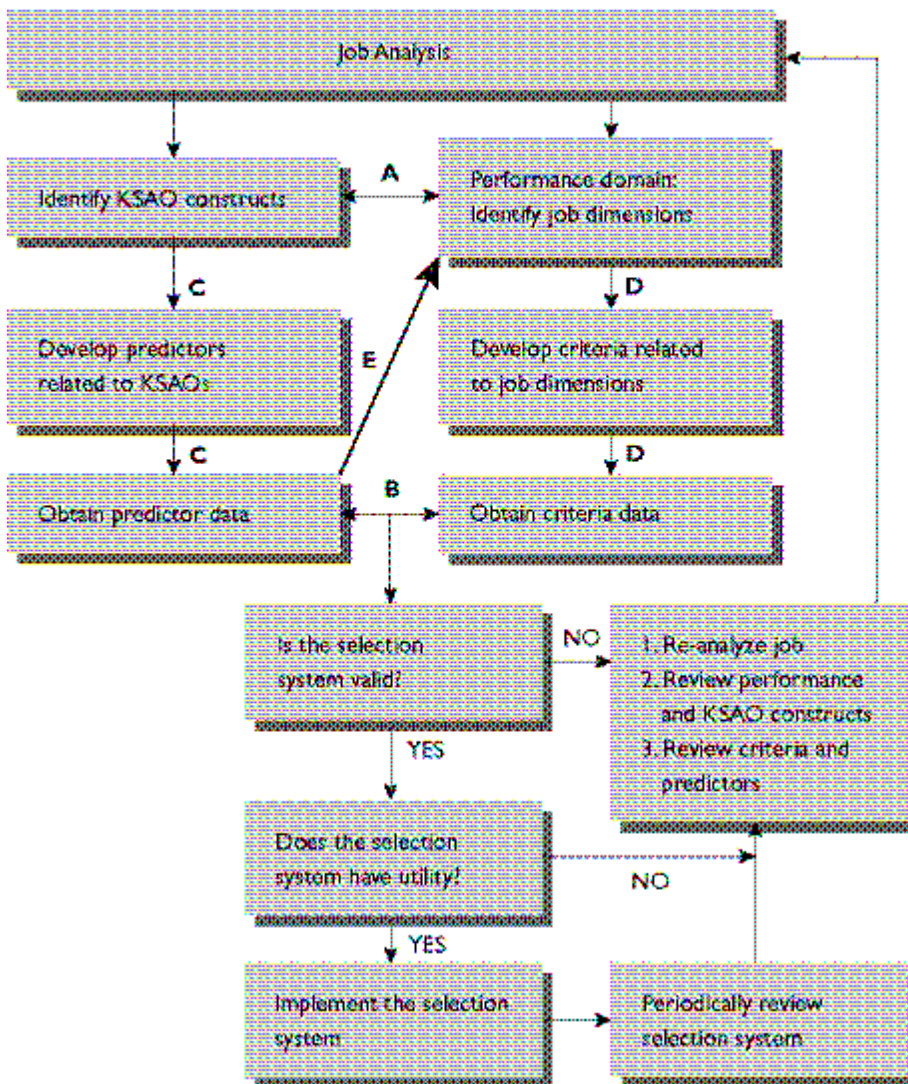 Job Analysis
Identify KSAO constructs
A
Performance domain:
Identify job dimensions
C
D
Develop predictors
related to KSAOs
E
Develop criteria related
to job dimensions
C
D
Obtain predictor data
B
Obtain criteria data
Is the selection
system valid?
NO
1. Re-analyze job
2. Review performance
and KSAO constructs
3. Review criteria and
predictors
YES
Does the selection
system have utility?
NO
YES
Implement the selection
system
Periodically review
selection system